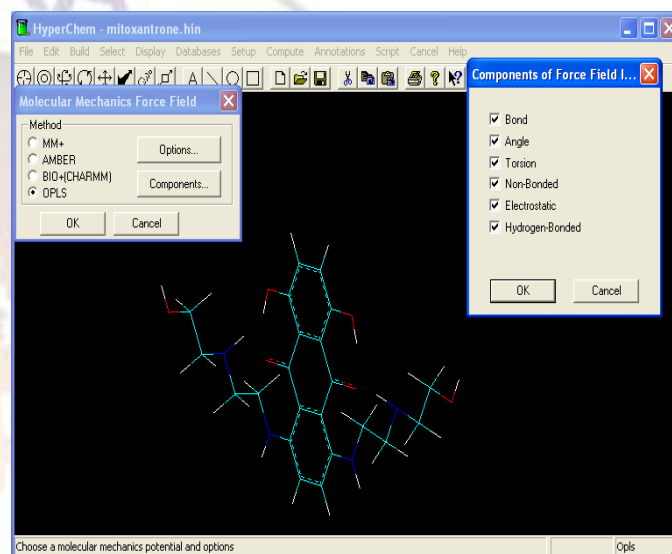 HyperChem - mitoxantrone.hin
File Edit Build Select Display Databases Setup Compute Annotations Script Cancel Help
A
Molecular Mechanics Force Field
Method
MM+
AMBER
BIO+(CHARMM)
OPLS
Options...
Components...
OK Cancel
Components of Force Field I...
Bond
Angle
Torsion
Non-Bonded
Electrostatic
Hydrogen-Bonded
OK Cancel
Choose a molecular mechanics potential and options Opls